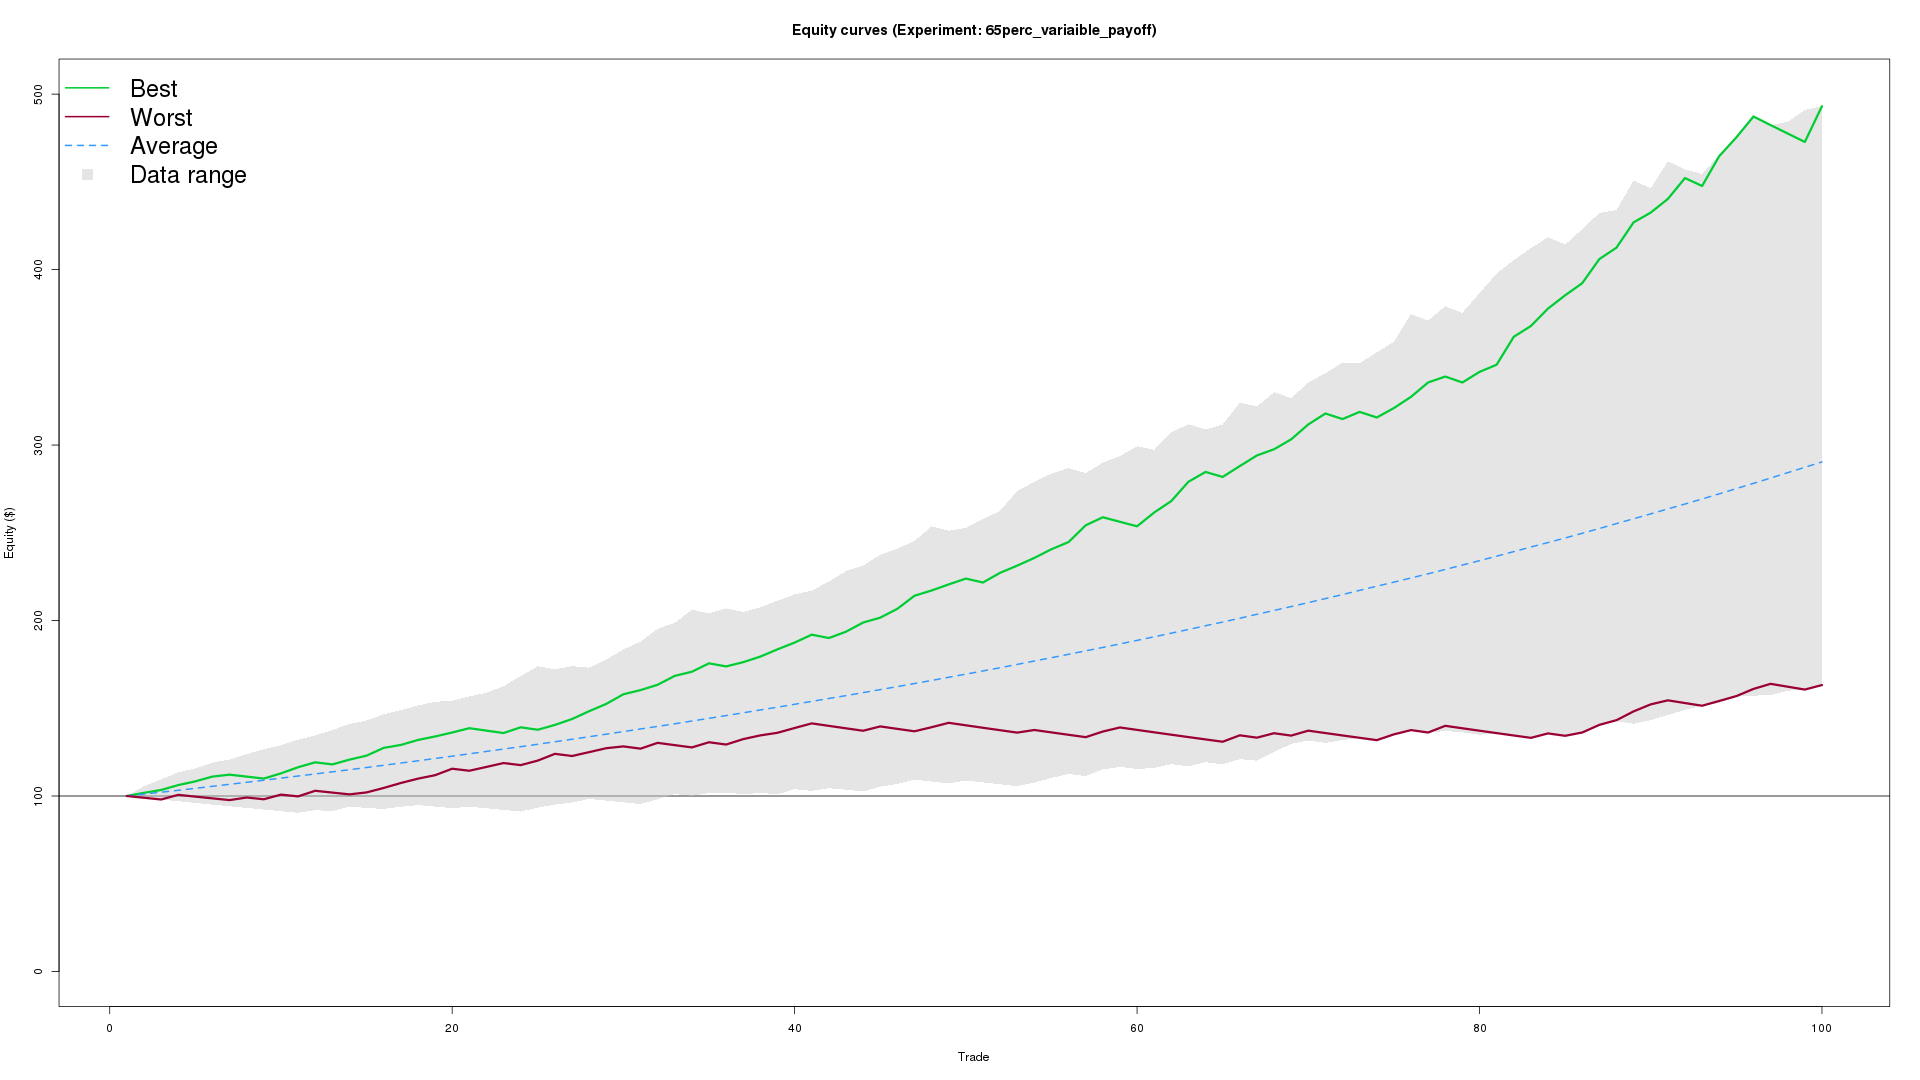 Equity curves (Experiment: 65perc_variaible_payoff)
Best
Worst
Average
Data range
500
400
300
200
100
0
Equity ($)
0 20 40 60 80 100
Trade